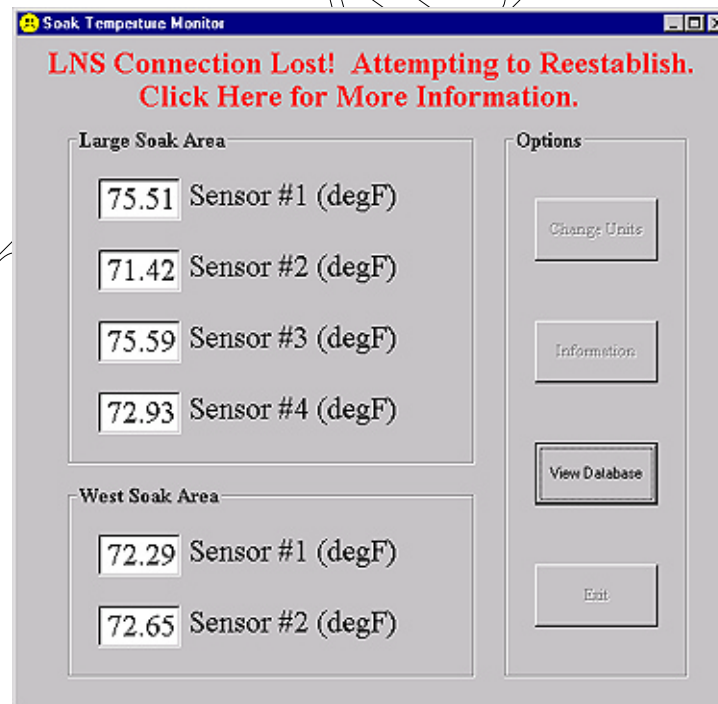 Soak Temperture Monitor
LNS Connection Lost! Attempting to Reestablish.
Click Here for More Information.
Large Soak Area
75.51 Sensor #1 (degF)
71.42 Sensor #2 (degF)
75.59 Sensor #3 (degF)
72.93 Sensor #4 (degF)
West Soak Area
72.29 Sensor #1 (degF)
72.65 Sensor #2 (degF)
Options
Change Units
Information
View Database
Exit